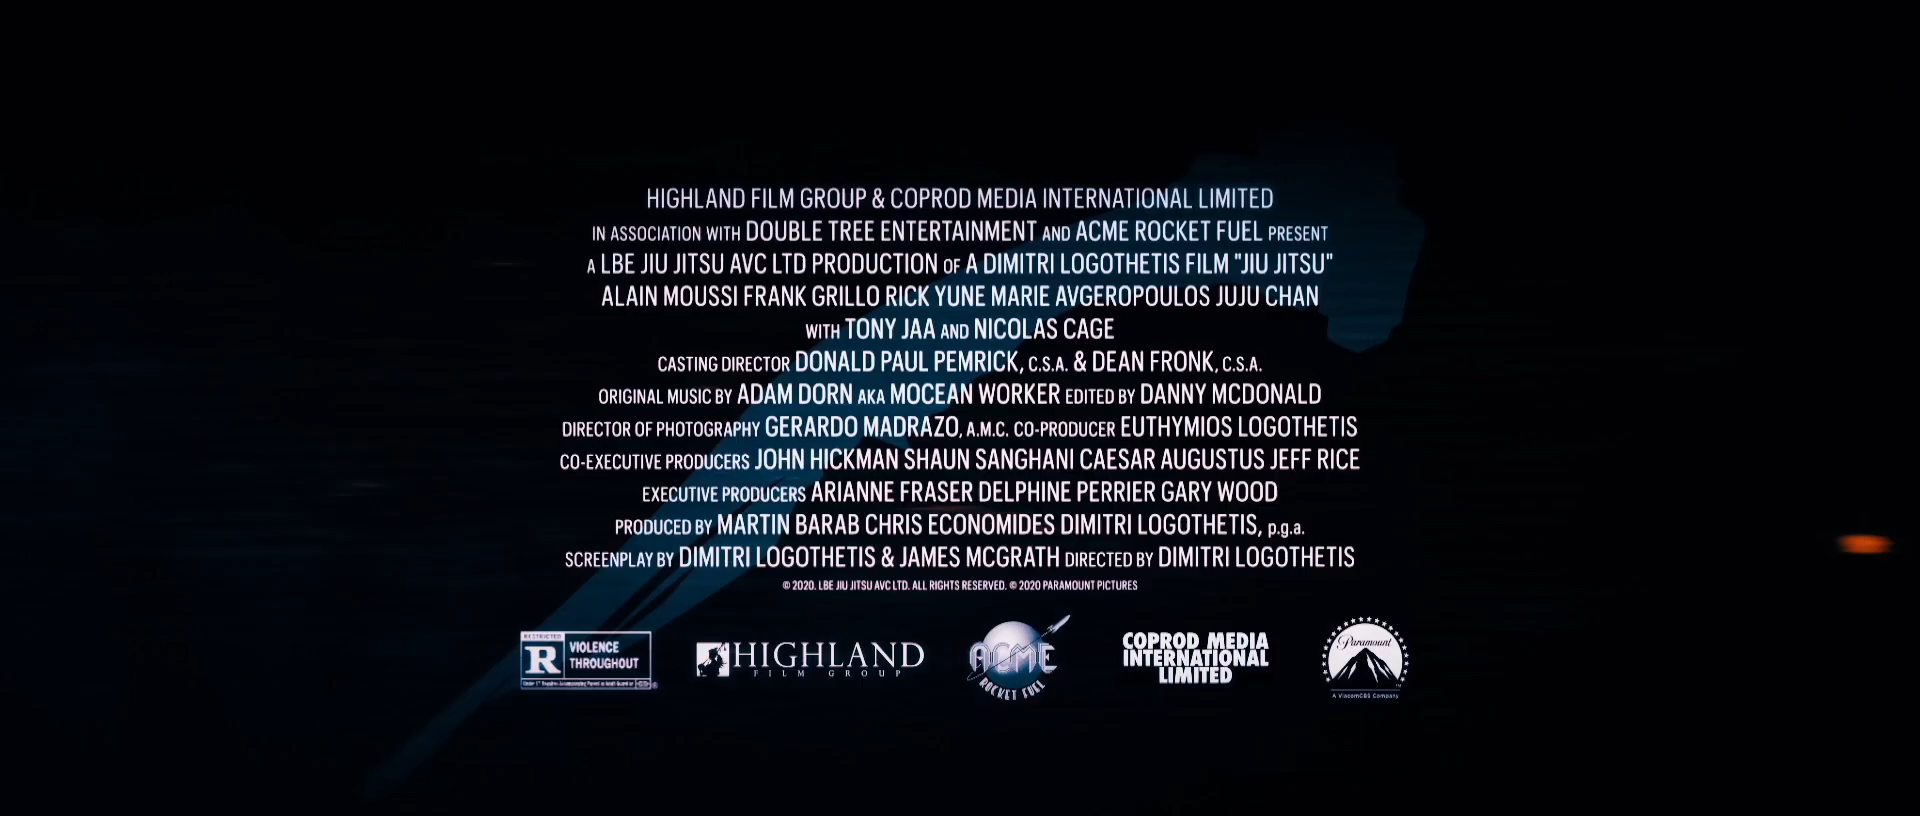 HIGHLAND FILM GROUP & COPROD MEDIA INTERNATIONAL LIMITED
IN ASSOCIATION WITH DOUBLE TREE ENTERTAINMENT AND ACME ROCKET FUEL PRESENT
A LBE JIU JITSU AVC LTD PRODUCTION OF A DIMITRI LOGOTHETIS FILM "JIU JITSU"
ALAIN MOUSSI FRANK GRILLO RICK YUNE MARIE AVGEROPOULOS JUJU CHAN
WITH TONY JAA AND NICOLAS CAGE
CASTING DIRECTOR DONALD PAUL PEMRICK, C.S.A. & DEAN FRONK, C.S.A.
ORIGINAL MUSIC BY ADAM DORN AKA MOCEAN WORKER EDITED BY DANNY MCDONALD
DIRECTOR OF PHOTOGRAPHY GERARDO MADRAZO, A.M.C. CO-PRODUCER EUTHYMIOS LOGOTHETIS
CO-EXECUTIVE PRODUCERS JOHN HICKMAN SHAUN SANGHANI CAESAR AUGUSTUS JEFF RICE
EXECUTIVE PRODUCERS ARIANNE FRASER DELPHINE PERRIER GARY WOOD
PRODUCED BY MARTIN BARAB CHRIS ECONOMIDES DIMITRI LOGOTHETIS, p.g.a.
SCREENPLAY BY DIMITRI LOGOTHETIS & JAMES MCGRATH DIRECTED BY DIMITRI LOGOTHETIS
© 2020. LBE JIU JITSU AVC LTD. ALL RIGHTS RESERVED. © 2020 PARAMOUNT PICTURES
RESTRICTED
R
VIOLENCE
THROUGHOUT
HIGHLAND
FILM GROUP
ACME
ROCKET FUEL
COPROD MEDIA
INTERNATIONAL
LIMITED
Paramount
A ViacomCBS Company